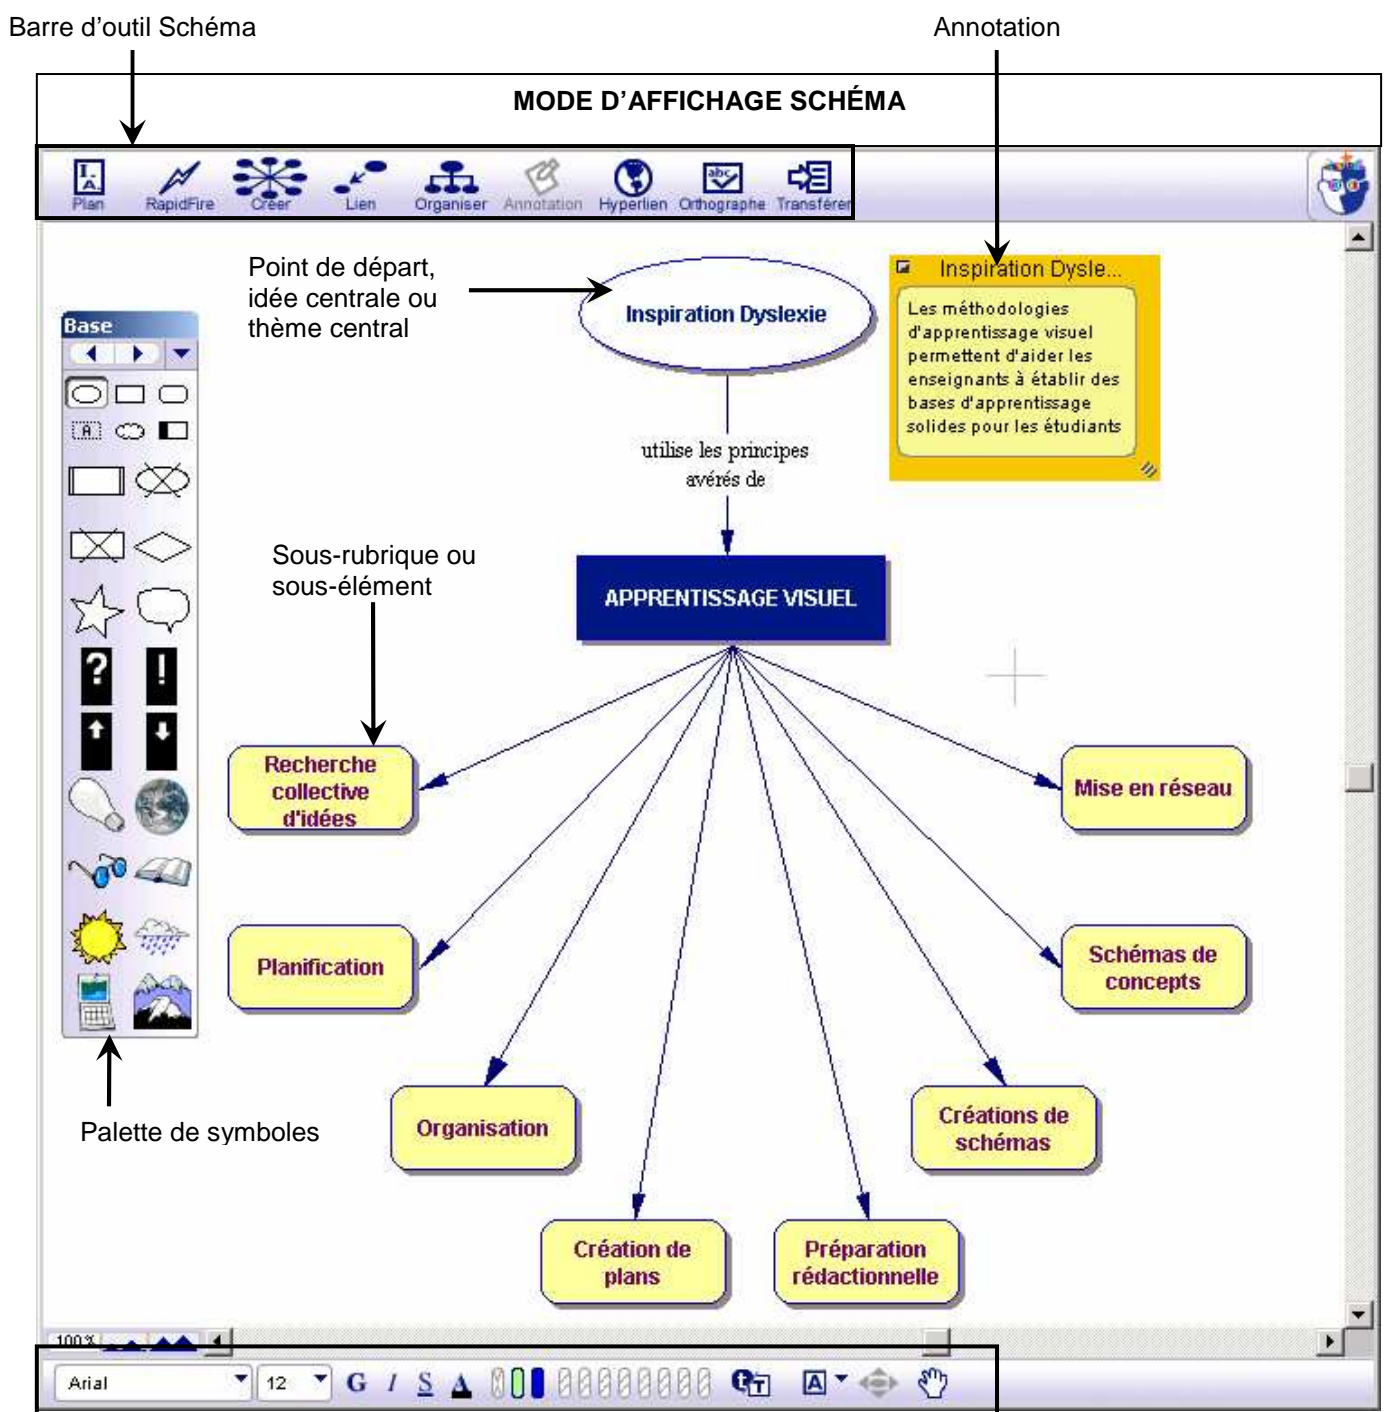 Barre d'outil Schéma
Annotation
MODE D'AFFICHAGE SCHÉMA
I.
A.
abc
Plan RapidFire Créer Lien Organiser Annotation Hyperlien Orthographe Transférer
Point de départ,
idée centrale ou
thème central
Inspiration Dyslexie
Inspiration Dysle...
Les méthodologies
d'apprentissage visuel
permettent d'aider les
enseignants à établir des
bases d'apprentissage
solides pour les étudiants
Base
A
utilise les principes
avérés de
Sous-rubrique ou
sous-élément
APPRENTISSAGE VISUEL
? !
Recherche
collective
d'idées
Mise en réseau
Planification
Schémas de
concepts
Palette de symboles
Organisation
Créations de
schémas
Création de
plans
Préparation
rédactionnelle
100%
Arial 12 G I S A T A